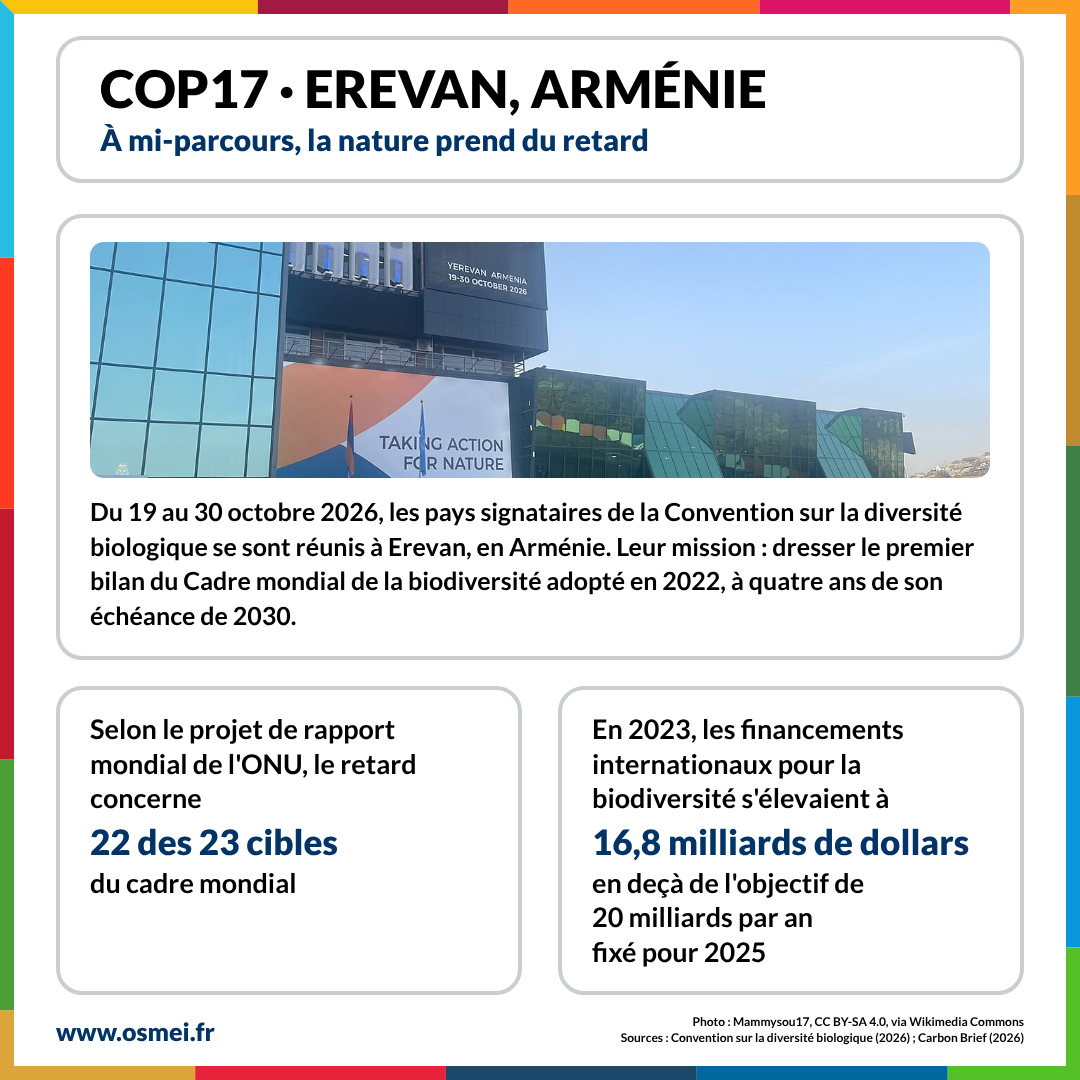 COP17 · EREVAN, ARMÉNIE
À mi-parcours, la nature prend du retard
YEREVAN ARMENIA
19-30 OCTOBER 2026
TAKING ACTION
FOR NATURE
Du 19 au 30 octobre 2026, les pays signataires de la Convention sur la diversité
biologique se sont réunis à Erevan, en Arménie. Leur mission : dresser le premier
bilan du Cadre mondial de la biodiversité adopté en 2022, à quatre ans de son
échéance de 2030.
Selon le projet de rapport
mondial de l'ONU, le retard
concerne
22 des 23 cibles
du cadre mondial
En 2023, les financements
internationaux pour la
biodiversité s'élevaient à
16,8 milliards de dollars
en deçà de l'objectif de
20 milliards par an
fixé pour 2025
www.osmei.fr
Photo : Mammysou17, CC BY-SA 4.0, via Wikimedia Commons
Sources : Convention sur la diversité biologique (2026) ; Carbon Brief (2026)